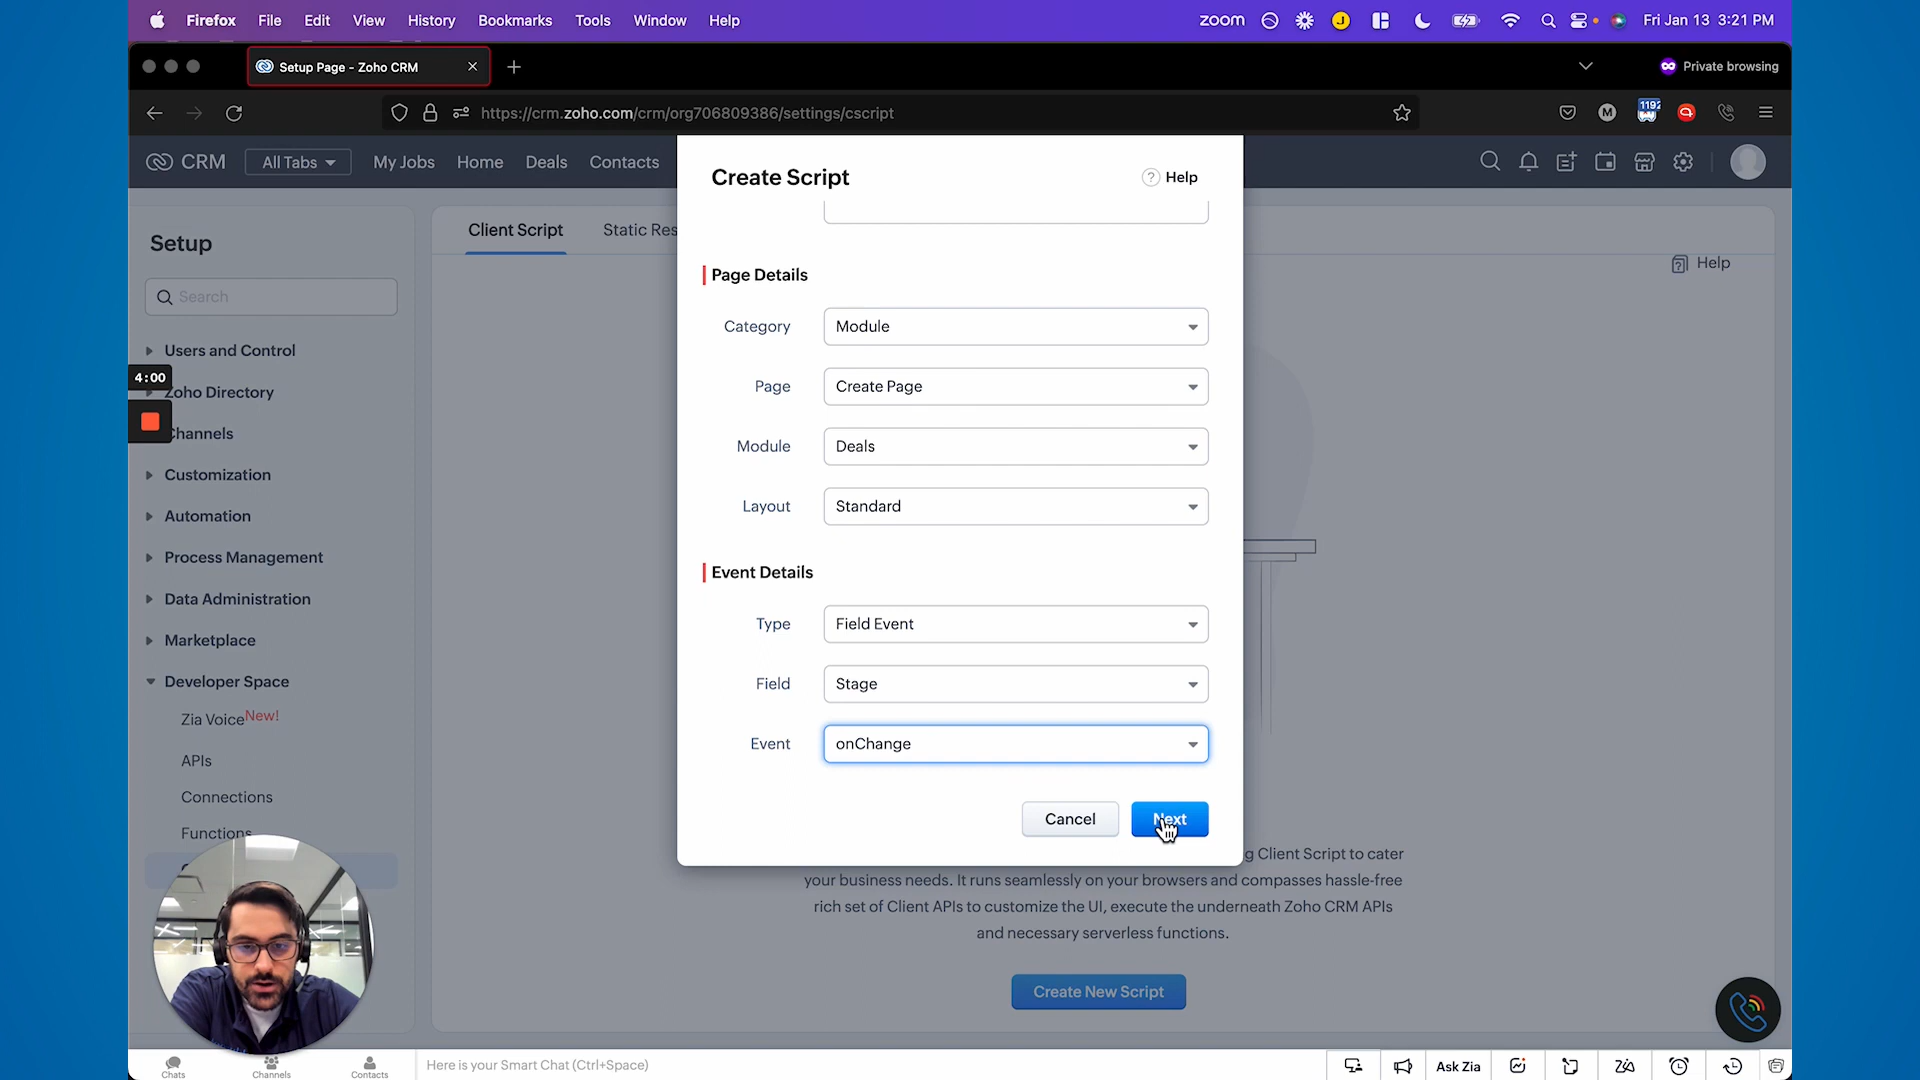 Firefox File Edit View History Bookmarks Tools Window Help
zoom
Fri Jan 13 3:21 PM
Setup Page - Zoho CRM
Private browsing
https://crm.zoho.com/crm/org706809386/settings/cscript
M
1192
CRM
All Tabs
My Jobs
Home
Deals
Contacts
Create Script
Help
Setup
Search
Client Script
Static Res
Help
Users and Control
4:00
Zoho Directory
Channels
Customization
Automation
Process Management
Data Administration
Marketplace
Developer Space
Zia Voice New!
APIs
Connections
Functions
Page Details
Category
Module
Page
Create Page
Module
Deals
Layout
Standard
Event Details
Type
Field Event
Field
Stage
Event
onChange
Cancel
Next
g Client Script to cater
your business needs. It runs seamlessly on your browsers and compasses hassle-free
rich set of Client APIs to customize the UI, execute the underneath Zoho CRM APIs
and necessary serverless functions.
Create New Script
Chats
Channels
Contacts
Here is your Smart Chat (Ctrl+Space)
Ask Zia